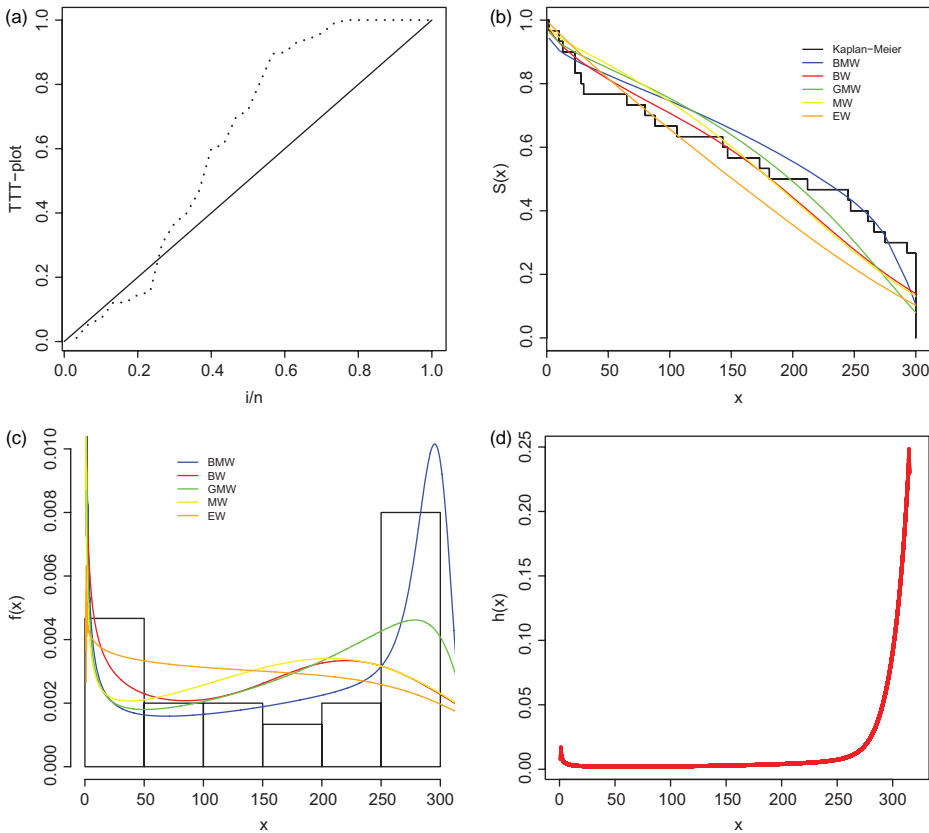 (a)
TTT−plot
0.0 0.2 0.4 0.6 0.8 1.0
0.0 0.2 0.4 0.6 0.8 1.0
i/n
(b)
S(x)
0.0 0.2 0.4 0.6 0.8 1.0
Kaplan−Meier
BMW
BW
GMW
MW
EW
0 50 100 150 200 250 300
x
(c)
f(x)
0.000 0.002 0.004 0.006 0.008 0.010
BMW
BW
GMW
MW
EW
0 50 100 150 200 250 300
x
(d)
h(x)
0.00 0.05 0.10 0.15 0.20 0.25
0 50 100 150 200 250 300
x